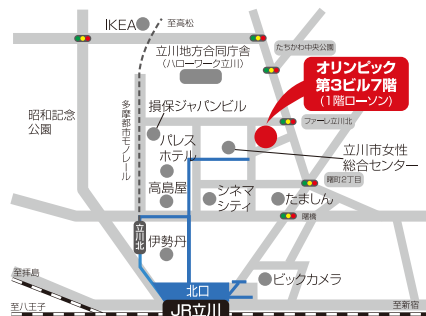 IKEA
至高松
立川地方合同庁舎
(ハローワーク立川)
たちかわ中央公園
オリンピック
第3ビル7階
(1階ローソン)
昭和記念
公園
多摩都市モノレール
損保ジャパンビル
ファーレ立川北
パレス
ホテル
立川市女性
総合センター
高島屋
曙町2丁目
シネマ
シティ
たましん
曙橋
立川北
伊勢丹
至拝島
ビックカメラ
北口
至八王子
JR立川
至新宿